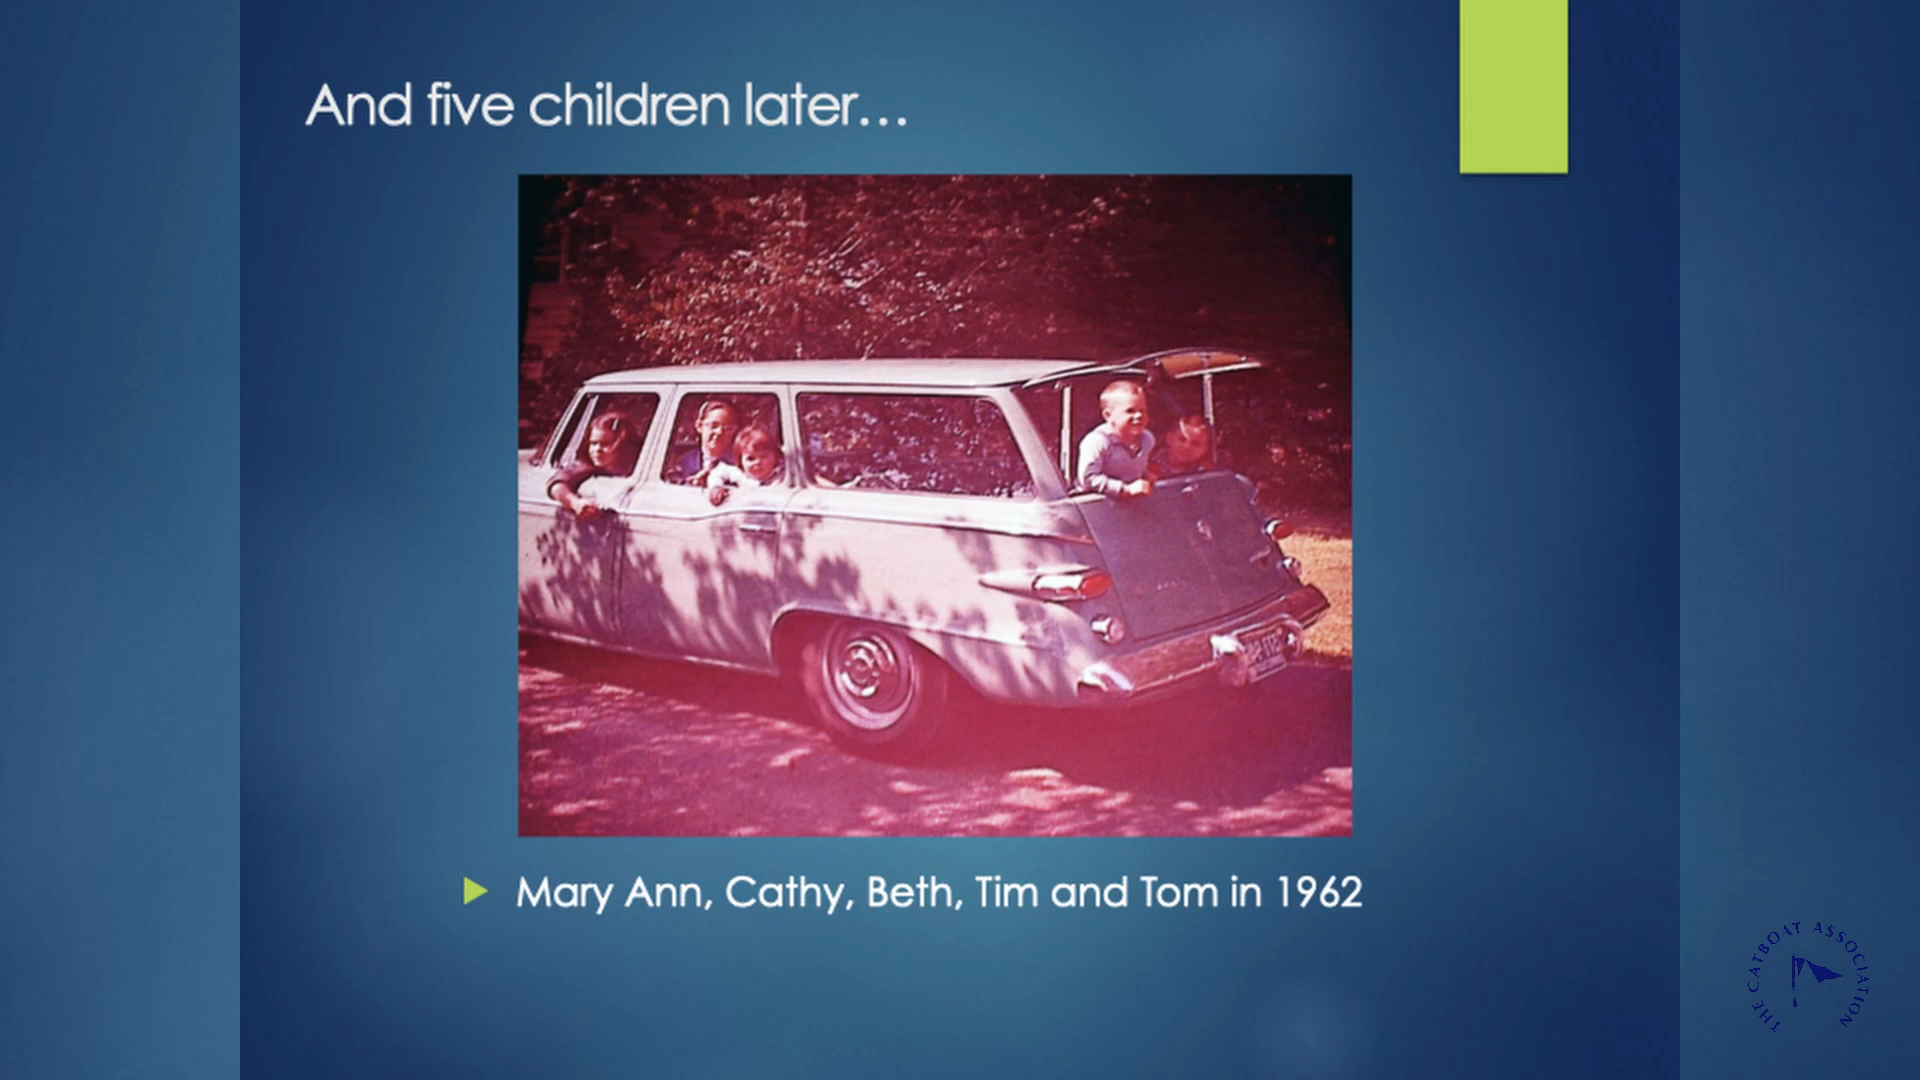 And five children later...
Mary Ann, Cathy, Beth, Tim and Tom in 1962
THE CATBOAT ASSOCIATION